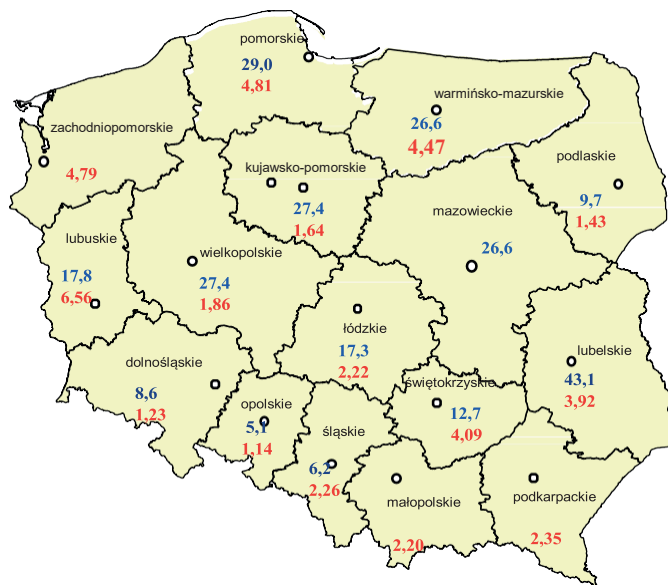 pomorskie
29,0
4,81
warmińsko-mazurskie
26,6
4,47
zachodniopomorskie
4,79
kujawsko-pomorskie
27,4
1,64
podlaskie
9,7
1,43
mazowieckie
26,6
lubuskie
17,8
6,56
wielkopolskie
27,4
1,86
łódzkie
17,3
2,22
lubelskie
43,1
3,92
dolnośląskie
8,6
1,23
opolskie
5,1
1,14
śląskie
6,2
2,26
świętokrzyskie
12,7
4,09
małopolskie
2,20
podkarpackie
2,35